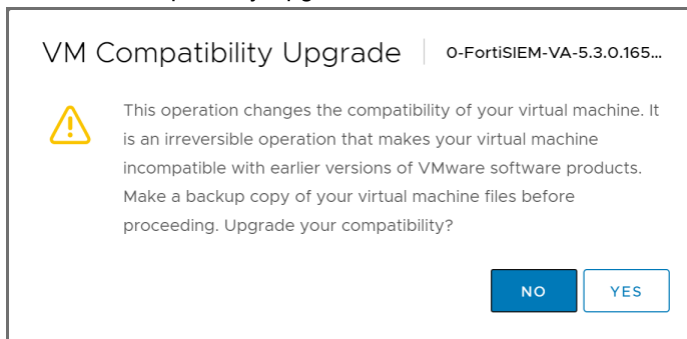 VM Compatibility Upgrade 0-FortiSIEM-VA-5.3.0.165...
This operation changes the compatibility of your virtual machine. It
is an irreversible operation that makes your virtual machine
incompatible with earlier versions of VMware software products.
Make a backup copy of your virtual machine files before
proceeding. Upgrade your compatibility?
NO YES